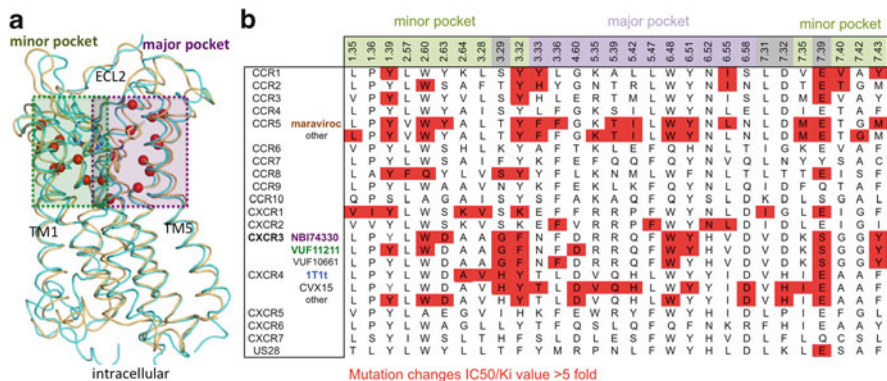 a
minor pocket
major pocket
ECL2
TM1
TM5
intracellular
b
minor pocket
major pocket
minor pocket
1.35 1.36 1.39 2.57 2.60 2.63 2.64 3.28 3.29 3.32 3.33 3.36 4.60 5.35 5.39 5.42 5.47 6.48 6.51 6.52 6.55 6.58 7.31 7.32 7.35 7.39 7.40 7.42 7.43
CCR1 L P Y L W Y K L S Y Y L G K A L L W Y N I S L D V E V A Y
CCR2 L P Y L W S A F T Y H G N R T M L W Y N I S L D T E T G M
CCR3 V P Y L W Y S L Y H L E R T M L W Y N I S L D M E V A Y
CCR4 L P Y L W Y A I S Y L F G K S I L W Y N L E V L
CCR5 maraviroc L P Y V W Y A L T Y F F G K T I L W Y N L N L D M E T G M
other L P Y V W Y A L T Y F F G K T I L W Y N L N L D M E T G M
CCR6 V P Y L W S H L K Y A F T K L E F Q H N L T I G K E V A Y
CCR7 L P Y L W S A I F Y K F E F Q Q F Q Y N V Q N Y Y S A C
CCR8 L A Y F Q L V S Y Y N M F L W F N L T L T T E I S F
CCR9 L P Y L W A A V N Y K F E K L K F Q Y N L Q I D F Q T A F
CCR10 Q P S L A G A I S Y S F A F L K F Q Y S L D K D L S G A L
CXCR1 V I Y L W S K V S K E F F R R P F W Y N L D I G L E I G F
CXCR2 V V Y L W S K V F V R R P F W Y N L L E I G F
CXCR3 NBI74330 L P Y L W D A A G F N F D R R Q F W Y V D V D K S G G Y
VUF11211 L P Y L W D A A G F N F D R R Q F W Y V D V D K S G G Y
VUF10661 L P Y L W D A A G F N F D R R Q F W Y V D V D K S G G Y
CXCR4 1T1t L P Y L W D A V H Y T L D V Q H L W Y Y I D V H I E A A F
CVX15 L P Y L W D A V H Y T L D V Q H L W Y Y I D V H I E A A F
other L P Y L W D A V H Y T L D V Q H L W Y Y I D V H I E A A F
CXCR5 V P Y L A E G V I H K F E W R Y F W Y H I D L P I E F G L
CXCR6 L P Y L W A G L L Y T F Q S L Q F Q F N K R F H I E A A Y
CXCR7 L S Y I W S L T H F S L D L E F L W Y H V D F L Q C S L
US28 T L Y L W Y L L T F Y M R P N L F W Y H L D L K L E S A F
Mutation changes IC50/Ki value >5 fold